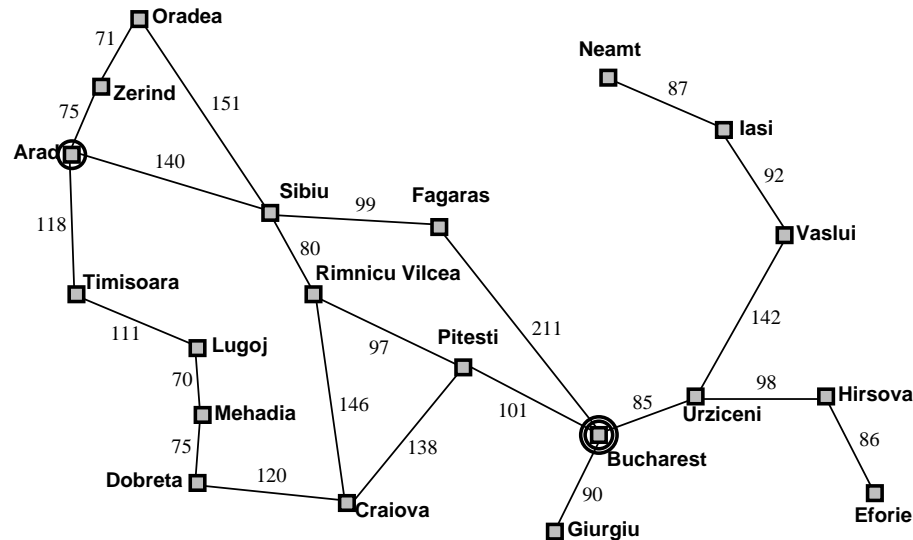 Oradea
71
Neamt
Zerind
87
151
75
Iasi
Arad
140
92
Sibiu
Fagaras
99
118
Vaslui
80
Timisoara
Rimnicu Vilcea
142
111
Lugoj
97
Pitesti
211
70
98
Hirsova
Mehadia
146
101
85
Urziceni
75
138
86
Dobreta
120
Bucharest
90
Craiova
Eforie
Giurgiu